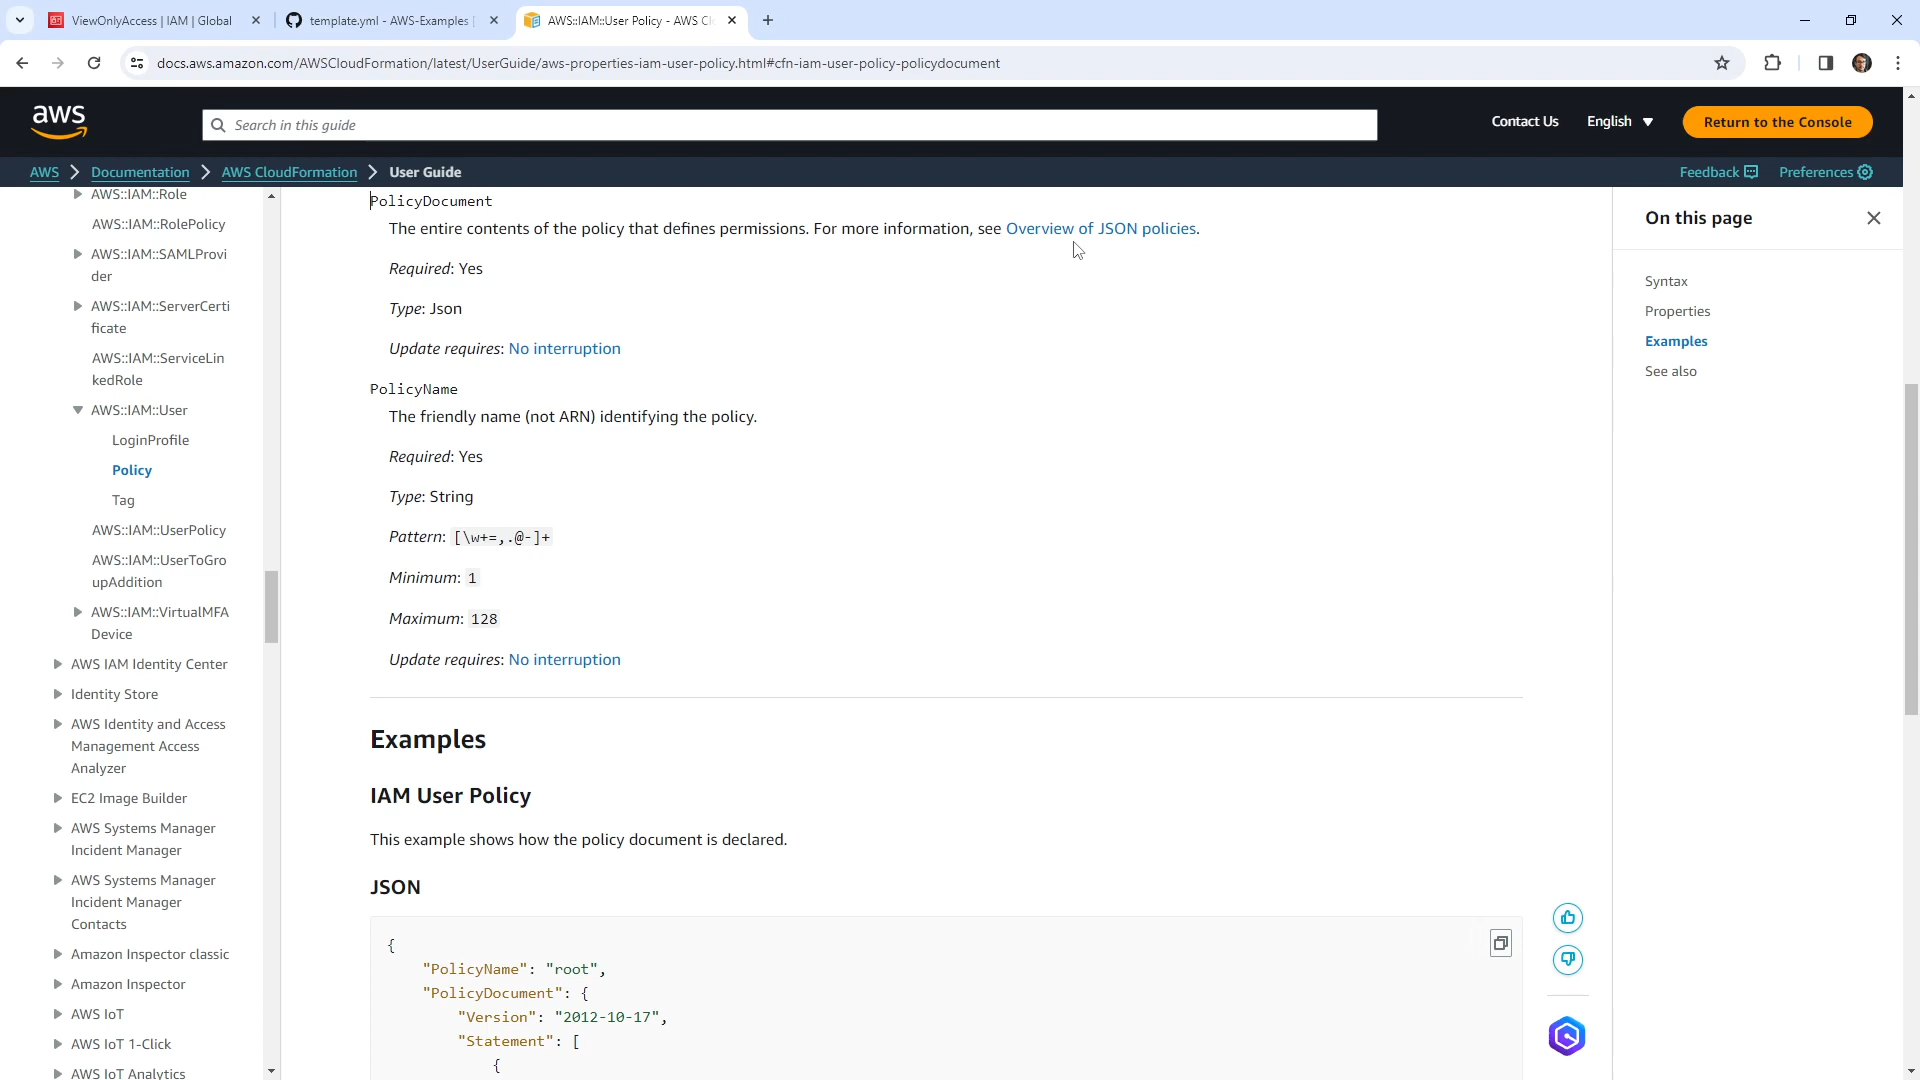 ViewOnlyAccess | IAM | Global
template.yml - AWS-Examples
AWS::IAM::User Policy - AWS Cl
docs.aws.amazon.com/AWSCloudFormation/latest/UserGuide/aws-properties-iam-user-policy.html#cfn-iam-user-policy-policydocument
aws
Search in this guide
Contact Us
English
Return to the Console
AWS
Documentation
AWS CloudFormation
User Guide
Feedback
Preferences
AWS::IAM::Role
AWS::IAM::RolePolicy
AWS::IAM::SAMLProvi
der
AWS::IAM::ServerCerti
ficate
AWS::IAM::ServiceLin
kedRole
AWS::IAM::User
LoginProfile
Policy
Tag
AWS::IAM::UserPolicy
AWS::IAM::UserToGro
upAddition
AWS::IAM::VirtualMFA
Device
AWS IAM Identity Center
Identity Store
AWS Identity and Access
Management Access
Analyzer
EC2 Image Builder
AWS Systems Manager
Incident Manager
AWS Systems Manager
Incident Manager
Contacts
Amazon Inspector classic
Amazon Inspector
AWS IoT
AWS IoT 1-Click
AWS IoT Analytics
PolicyDocument
The entire contents of the policy that defines permissions. For more information, see Overview of JSON policies.
Required: Yes
Type: Json
Update requires: No interruption
PolicyName
The friendly name (not ARN) identifying the policy.
Required: Yes
Type: String
Pattern: [\w+=,.@-]+
Minimum: 1
Maximum: 128
Update requires: No interruption
Examples
IAM User Policy
This example shows how the policy document is declared.
JSON
{
"PolicyName": "root",
"PolicyDocument": {
"Version": "2012-10-17",
"Statement": [
{
On this page
Syntax
Properties
Examples
See also